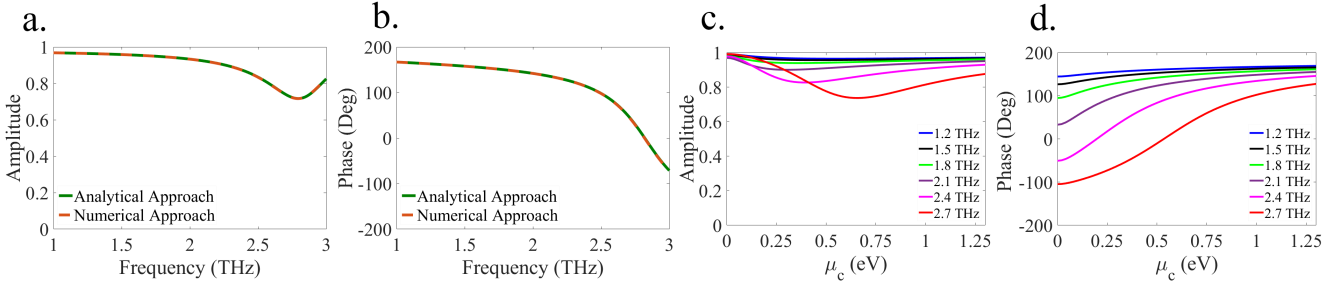 a.
1
0.8
0.6
0.4
0.2
0
Amplitude
Analytical Approach
Numerical Approach
1
1.5
2
2.5
3
Frequency (THz)
b.
200
100
0
-100
-200
Phase (Deg)
Analytical Approach
Numerical Approach
1
1.5
2
2.5
3
Frequency (THz)
c.
1
0.8
0.6
0.4
0.2
0
Amplitude
1.2 THz
1.5 THz
1.8 THz
2.1 THz
2.4 THz
2.7 THz
0
0.25
0.5
0.75
1
1.25
μc (eV)
d.
200
100
0
-100
-200
Phase (Deg)
1.2 THz
1.5 THz
1.8 THz
2.1 THz
2.4 THz
2.7 THz
0
0.25
0.5
0.75
1
1.25
μc (eV)